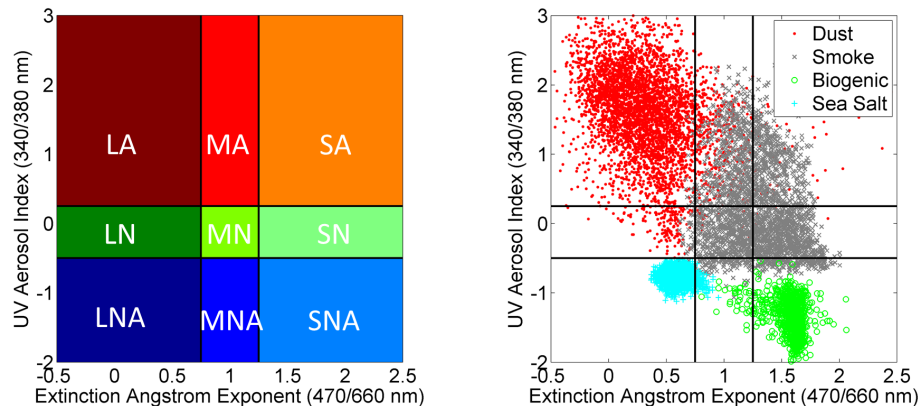 UV Aerosol Index (340/380 nm)
3
2
1
0
-1
-2
LA
MA
SA
LN
MN
SN
LNA
MNA
SNA
-0.5 0 0.5 1 1.5 2 2.5
Extinction Angstrom Exponent (470/660 nm)
UV Aerosol Index (340/380 nm)
3
2
1
0
-1
-2
Dust
Smoke
Biogenic
Sea Salt
-0.5 0 0.5 1 1.5 2 2.5
Extinction Angstrom Exponent (470/660 nm)